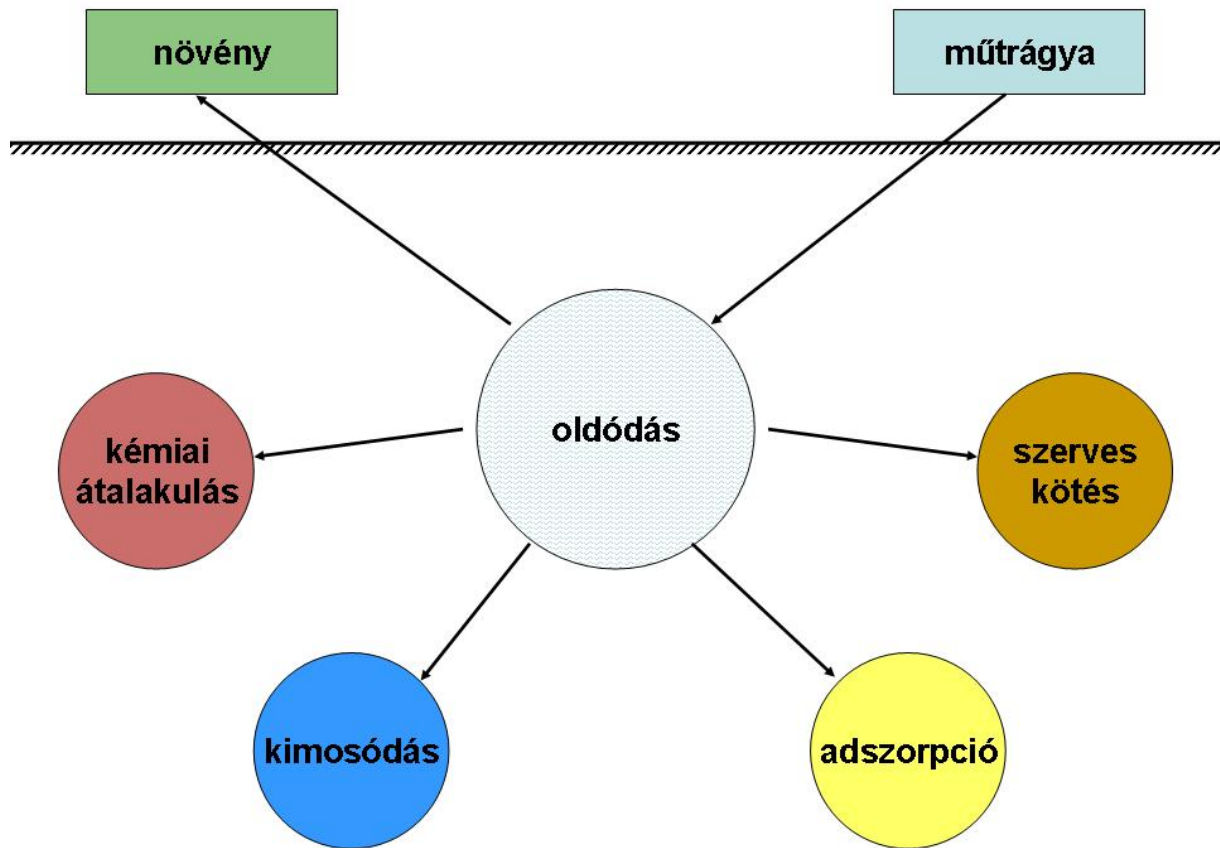 növény
műtrágya
oldódás
kémiai
átalakulás
szerves
kötés
kimosódás
adszorpció